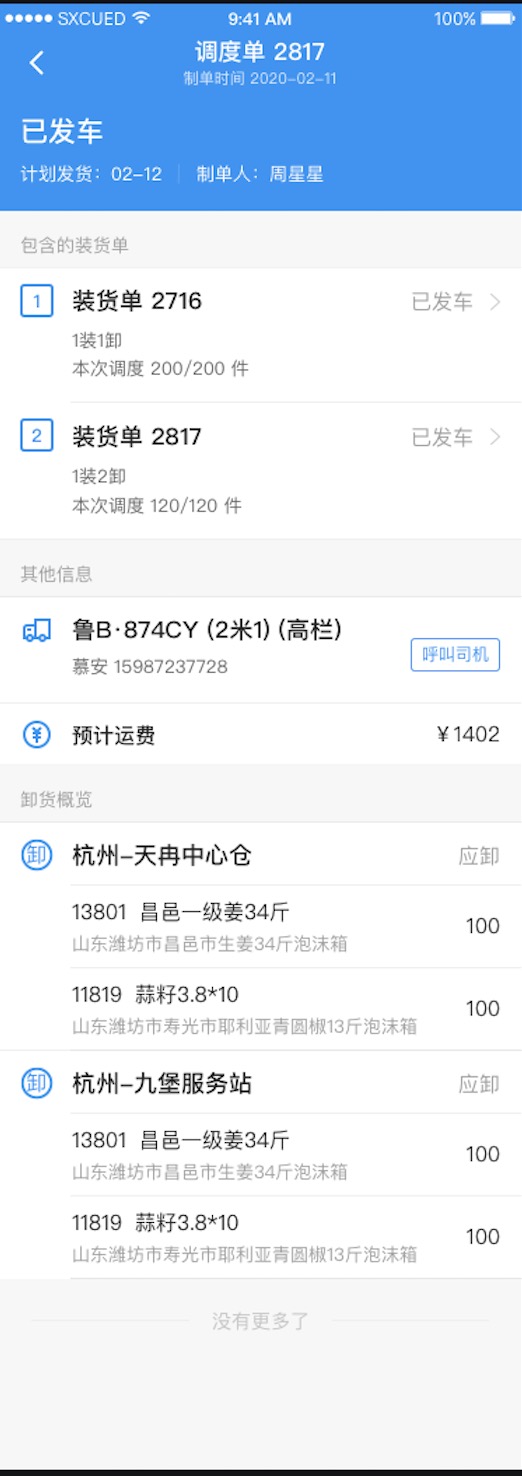 ●●●●● SXCUED 9:41 AM 100%
调度单 2817
制单时间 2020-02-11
已发车
计划发货：02-12 制单人：周星星
包含的装货单
1 装货单 2716 已发车
1装1卸
本次调度 200/200 件
2 装货单 2817 已发车
1装2卸
本次调度 120/120 件
其他信息
鲁B·874CY (2米1) (高栏)
慕安 15987237728
呼叫司机
预计运费 ¥1402
卸货概览
卸 杭州-天冉中心仓 应卸
13801 昌邑一级姜34斤
100
山东潍坊市昌邑市生姜34斤泡沫箱
11819 蒜籽3.8*10
100
山东潍坊市寿光市耶利亚青圆椒13斤泡沫箱
卸 杭州-九堡服务站 应卸
13801 昌邑一级姜34斤
100
山东潍坊市昌邑市生姜34斤泡沫箱
11819 蒜籽3.8*10
100
山东潍坊市寿光市耶利亚青圆椒13斤泡沫箱
没有更多了